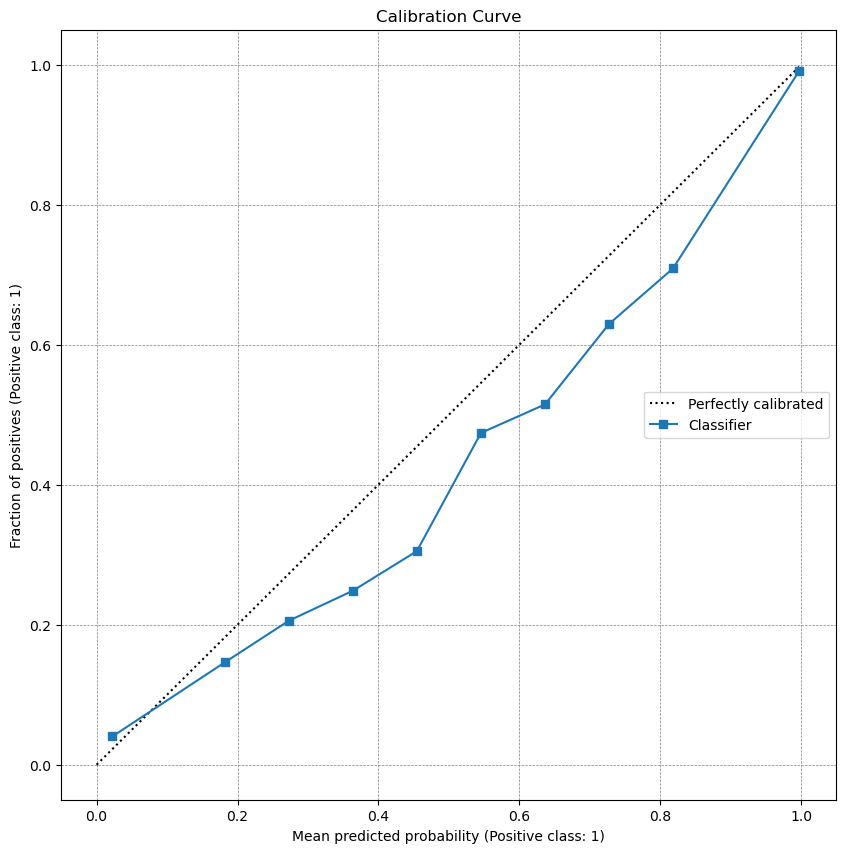 Calibration Curve
Fraction of positives (Positive class: 1)
1.0
0.8
0.6
0.4
0.2
0.0
Perfectly calibrated
Classifier
0.0 0.2 0.4 0.6 0.8 1.0
Mean predicted probability (Positive class: 1)